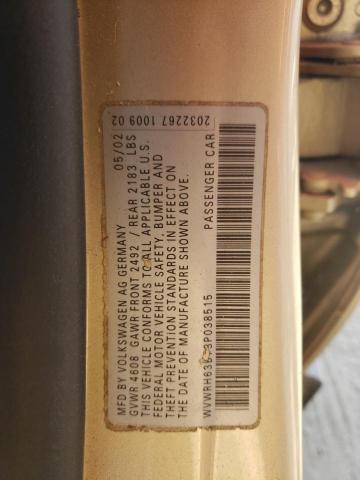 2032267 1009 02
MFD BY VOLKSWAGEN AG GERMANY 05/02
GVWR 4608 GAWR FRONT 2492 / REAR 2183 LBS
THIS VEHICLE CONFORMS TO ALL APPLICABLE U.S.
FEDERAL MOTOR VEHICLE SAFETY, BUMPER AND
THEFT PREVENTION STANDARDS IN EFFECT ON
THE DATE OF MANUFACTURE SHOWN ABOVE.
PASSENGER CAR